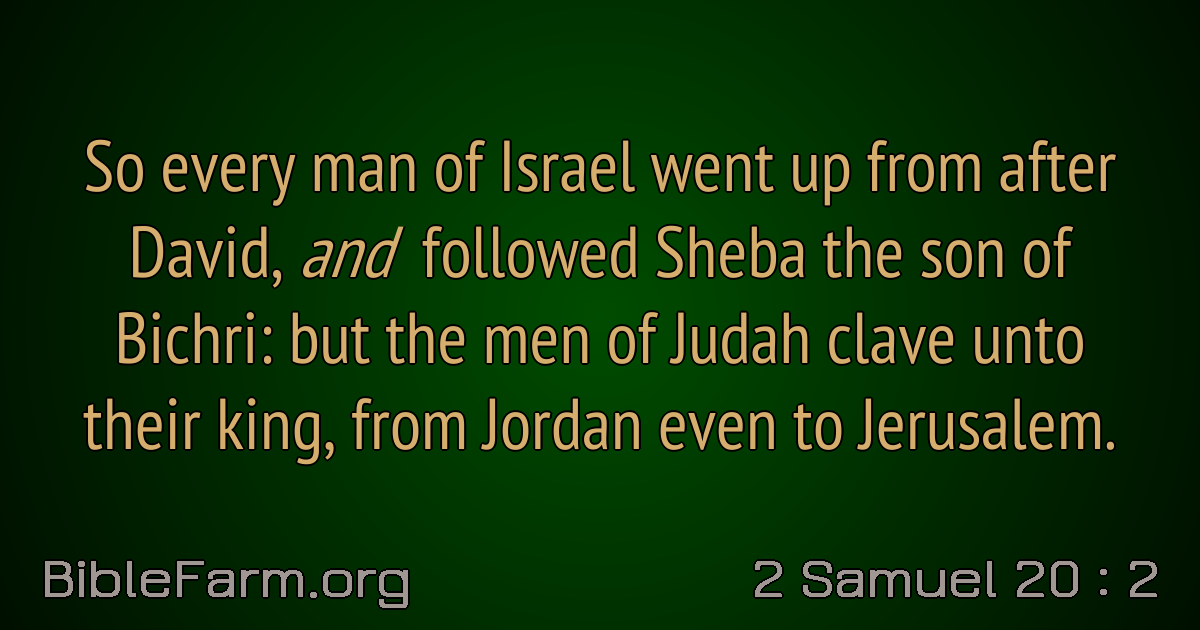 So every man of Israel went up from after
David, and followed Sheba the son of
Bichri: but the men of Judah clave unto
their king, from Jordan even to Jerusalem.
BibleFarm.org
2 Samuel 20 : 2